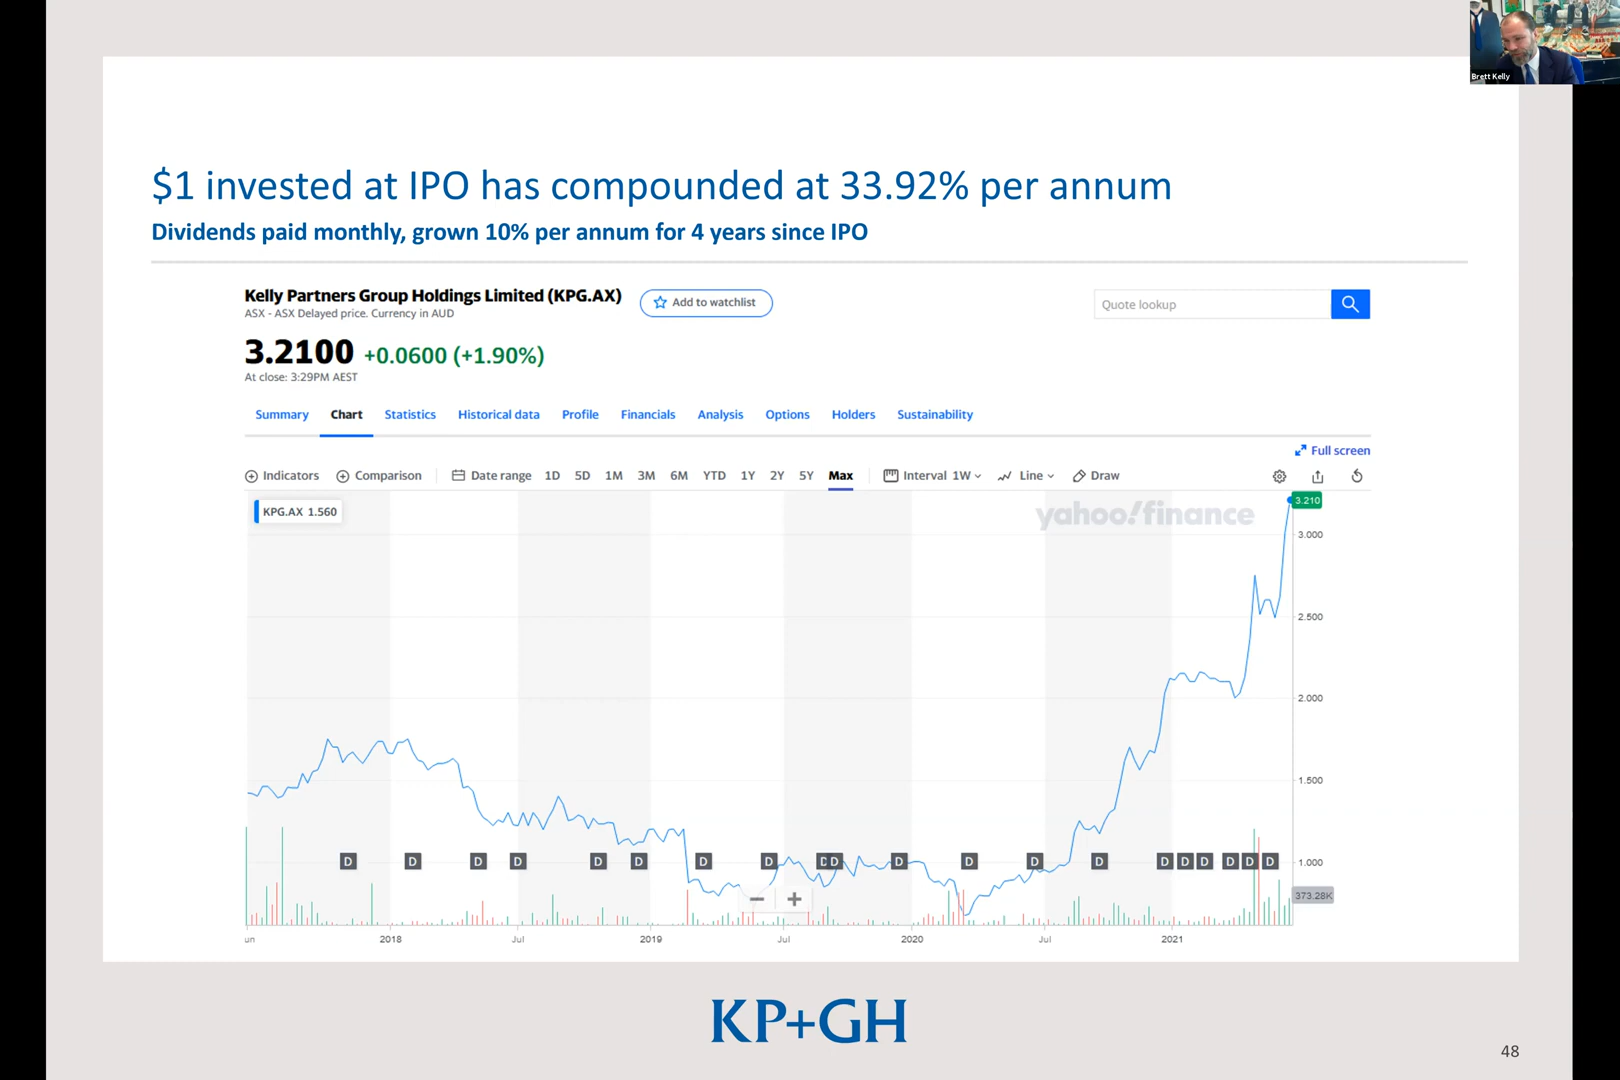 Brett Kelly
$1 invested at IPO has compounded at 33.92% per annum
Dividends paid monthly, grown 10% per annum for 4 years since IPO
Kelly Partners Group Holdings Limited (KPG.AX)
Add to watchlist
Quote lookup
ASX - ASX Delayed price. Currency in AUD
3.2100 +0.0600 (+1.90%)
At close: 3:29PM AEST
Summary Chart Statistics Historical data Profile Financials Analysis Options Holders Sustainability
Full screen
Indicators Comparison Date range 1D 5D 1M 3M 6M YTD 1Y 2Y 5Y Max Interval 1W Line Draw
KPG.AX 1.560
yahoo!finance
3.210
3.000
2.500
2.000
1.500
D D D D D D D D D D D D D D D D D D D D D
1.000
373.28K
un 2018 Jul 2019 Jul 2020 Jul 2021
KP+GH
48